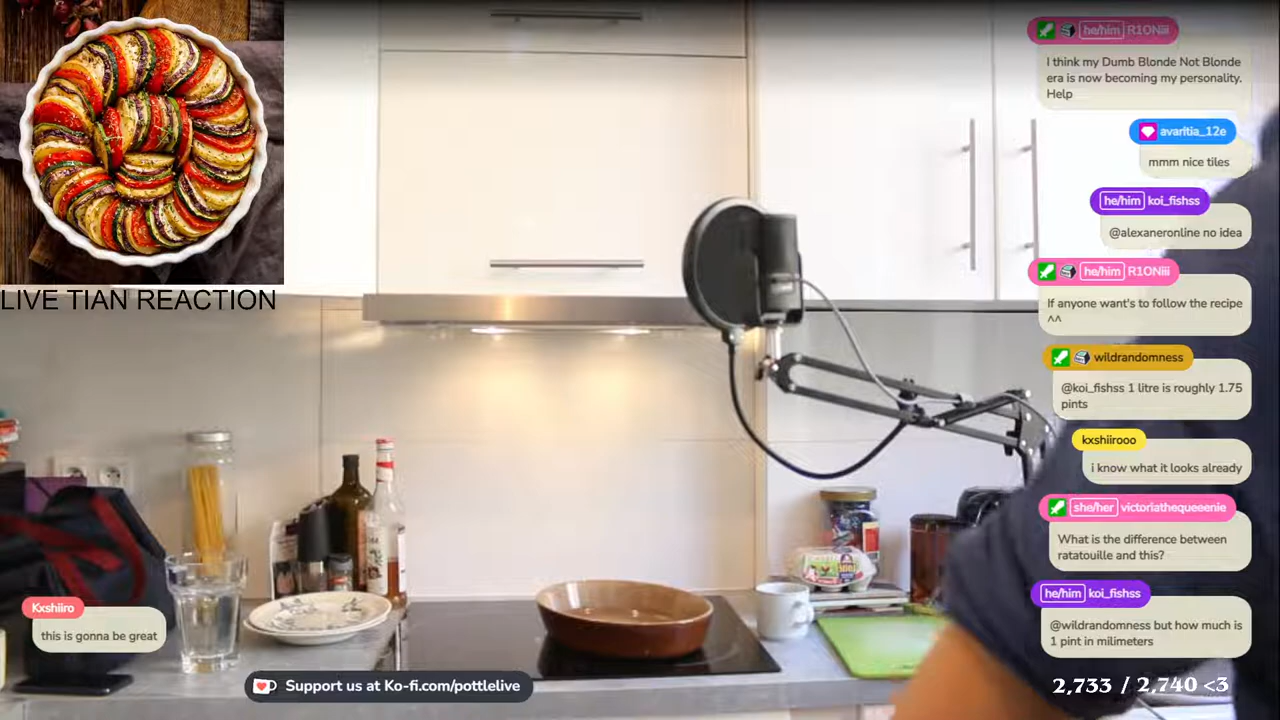 LIVE TIAN REACTION
Kxshiiro
this is gonna be great
Support us at Ko-fi.com/pottlelive
he/him R1ONiii
I think my Dumb Blonde Not Blonde
era is now becoming my personality.
Help
avaritia_12e
mmm nice tiles
he/him koi_fishss
@alexaneronline no idea
he/him R1ONiii
If anyone want's to follow the recipe
^^
wildrandomness
@koi_fishss 1 litre is roughly 1.75
pints
kxshiirooo
i know what it looks already
she/her victoriathequeeenie
What is the difference between
ratatouille and this?
he/him koi_fishss
@wildrandomness but how much is
1 pint in milimeters
2,733 / 2,740 <3